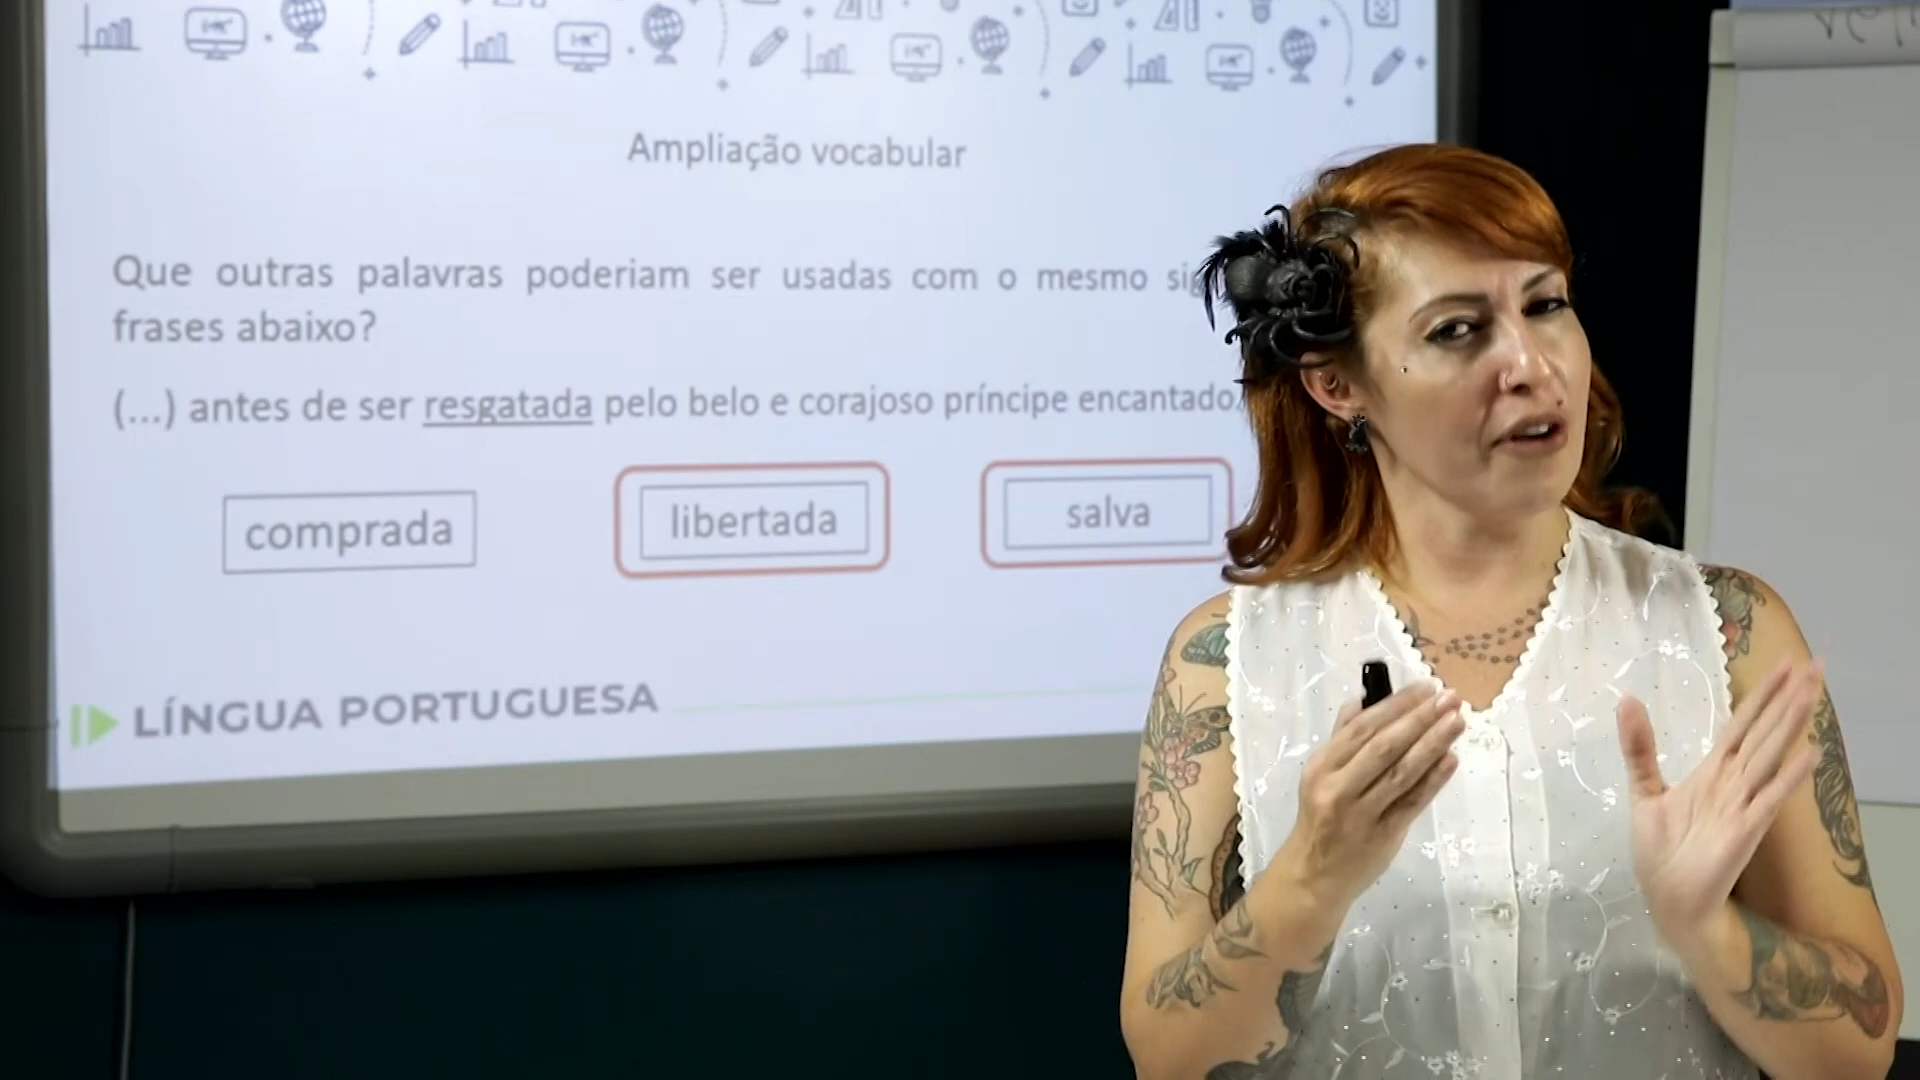 Ampliação vocabular
Que outras palavras poderiam ser usadas com o mesmo
frases abaixo?
(...) antes de ser resgatada pelo belo e corajoso príncipe encantado
comprada libertada salva
LÍNGUA PORTUGUESA